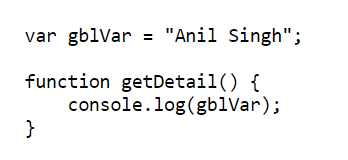 var gblVar = "Anil Singh";
function getDetail() {
    console.log(gblVar);
}